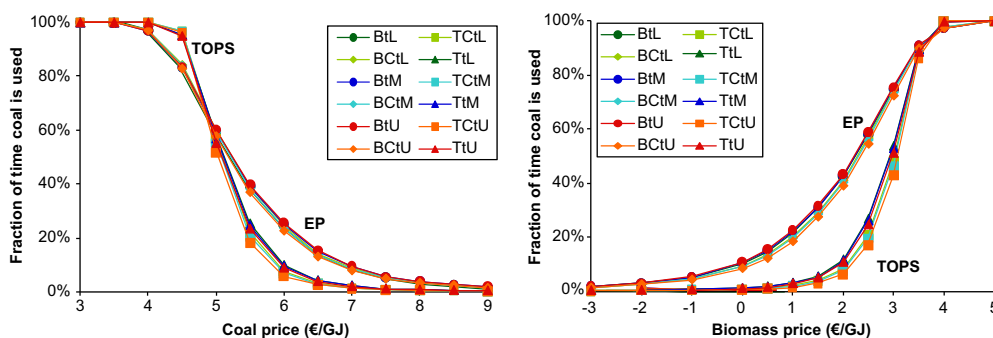 Fraction of time coal is used
100%
80%
60%
40%
20%
0%
TOPS
EP
BtL TCtL
BCtL TtL
BtM TCtM
BCtM TtM
BtU TCtU
BCtU TtU
3 4 5 6 7 8 9
Coal price (€/GJ)
Fraction of time coal is used
100%
80%
60%
40%
20%
0%
BtL TCtL
BCtL TtL
BtM TCtM
BCtM TtM
BtU TCtU
BCtU TtU
EP
TOPS
-3 -2 -1 0 1 2 3 4 5
Biomass price (€/GJ)